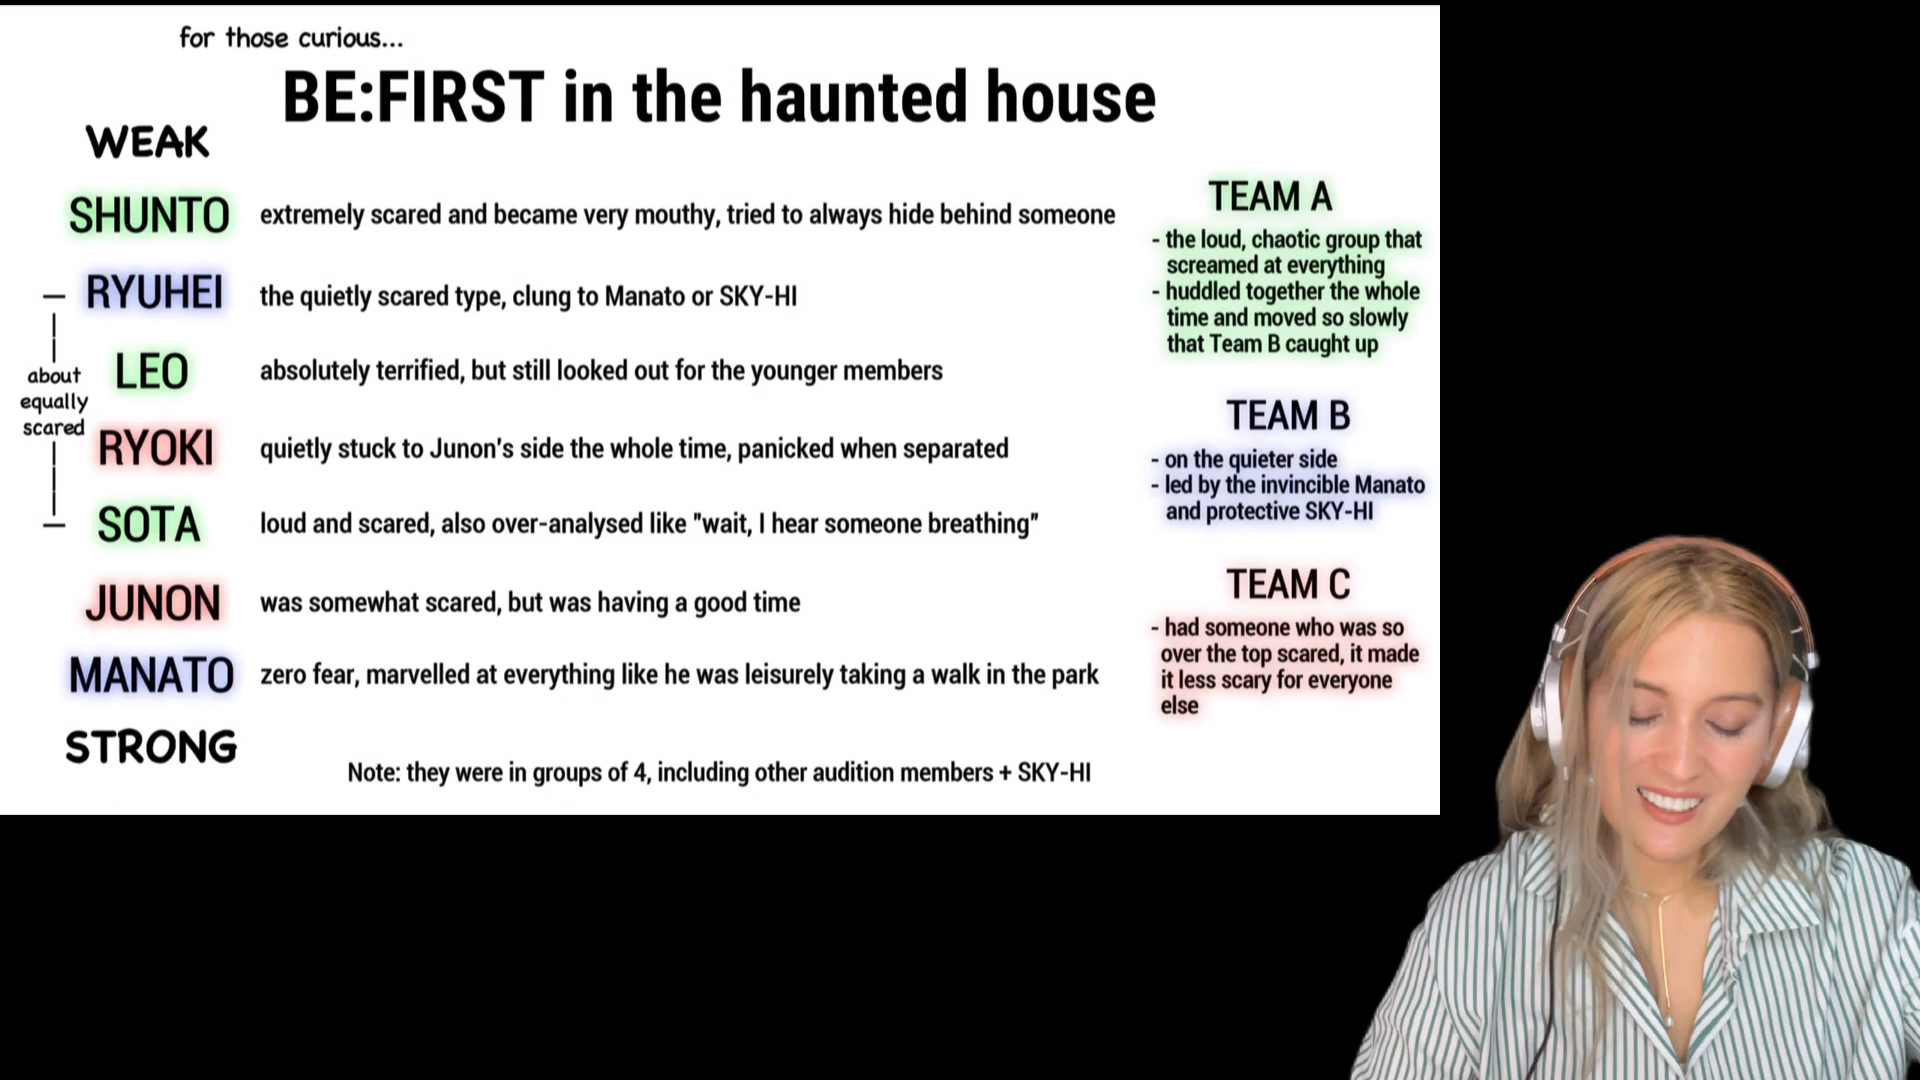 for those curious...
BE:FIRST in the haunted house
WEAK
SHUNTO extremely scared and became very mouthy, tried to always hide behind someone
RYUHEI the quietly scared type, clung to Manato or SKY-HI
LEO absolutely terrified, but still looked out for the younger members
about
equally
scared
RYOKI quietly stuck to Junon's side the whole time, panicked when separated
SOTA loud and scared, also over-analysed like "wait, I hear someone breathing"
JUNON was somewhat scared, but was having a good time
MANATO zero fear, marvelled at everything like he was leisurely taking a walk in the park
STRONG
Note: they were in groups of 4, including other audition members + SKY-HI
TEAM A
- the loud, chaotic group that
screamed at everything
- huddled together the whole
time and moved so slowly
that Team B caught up
TEAM B
- on the quieter side
- led by the invincible Manato
and protective SKY-HI
TEAM C
- had someone who was so
over the top scared, it made
it less scary for everyone
else